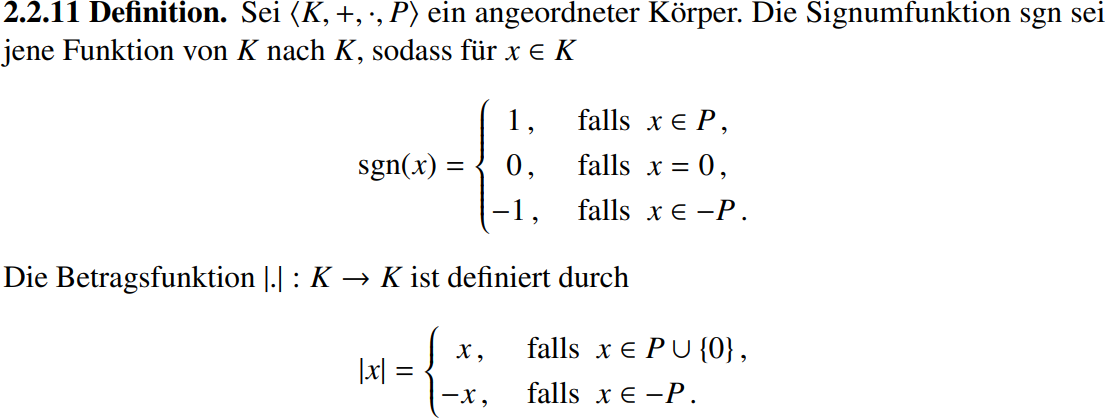 2.2.11 Definition. Sei ⟨K, +, ·, P⟩ ein angeordneter Körper. Die Signumfunktion sgn sei
jene Funktion von K nach K, sodass für x ∈ K
sgn(x) = { 1 , falls x ∈ P ,
0 , falls x = 0 ,
−1 , falls x ∈ −P .
Die Betragsfunktion |.| : K → K ist definiert durch
|x| = { x , falls x ∈ P ∪ {0} ,
−x , falls x ∈ −P .